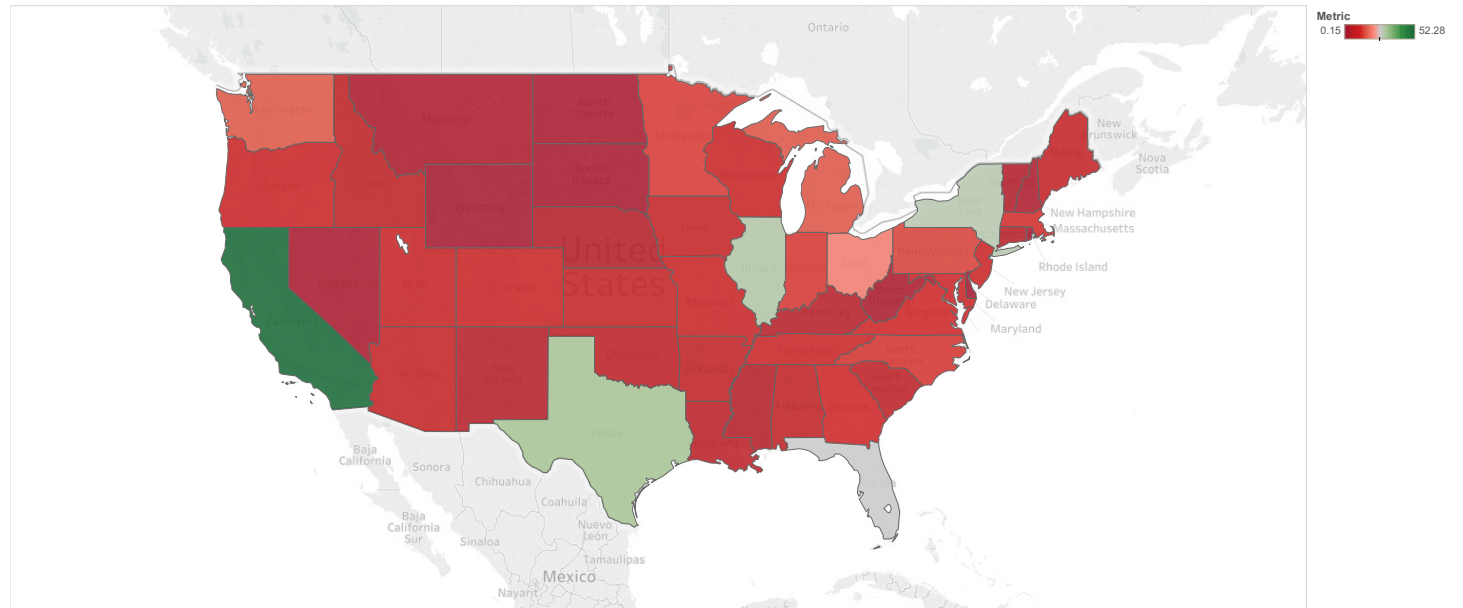 Metric
0.15
52.28
Ontario
Washington
Montana
North
Dakota
Minnesota
New
Brunswick
Nova
Scotia
Maine
Vermont
Oregon
Idaho
South
Dakota
Wisconsin
Michigan
New
York
New Hampshire
Massachusetts
Wyoming
Iowa
Rhode Island
Nevada
Utah
Colorado
United
States
Illinois
Indiana
Ohio
Pennsylvania
New Jersey
Delaware
Maryland
California
Missouri
Kentucky
West
Virginia
Virginia
Arizona
New
Mexico
Oklahoma
Arkansas
Tennessee
North
Carolina
South
Carolina
Alabama
Georgia
Texas
Louisiana
Florida
Baja
California
Sonora
Chihuahua
Coahuila
Baja
California
Sur
Sinaloa
Nuevo
León
Tamaulipas
Mexico
Nayarit